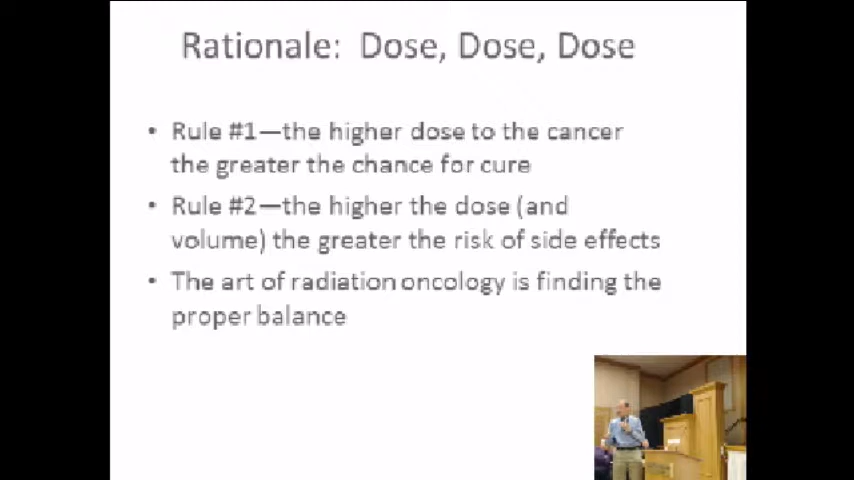 Rationale: Dose, Dose, Dose
• Rule #1—the higher dose to the cancer
the greater the chance for cure
• Rule #2—the higher the dose (and
volume) the greater the risk of side effects
• The art of radiation oncology is finding the
proper balance